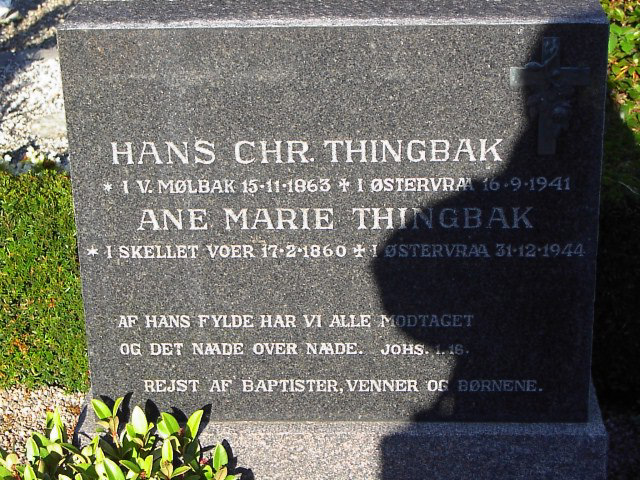 HANS CHR. THINGBAK
* I V. MØLBAK 15·11·1863 ✝ I ØSTERVRAA 16·9·1941
ANE MARIE THINGBAK
* I SKELLET VOER 17·2·1860 ✝ I ØSTERVRAA 31·12·1944
AF HANS FYLDE HAR VI ALLE MODTAGET
OG DET NAADE OVER NAADE. JOHS. 1.16.
REJST AF BAPTISTER, VENNER OG BØRNENE.